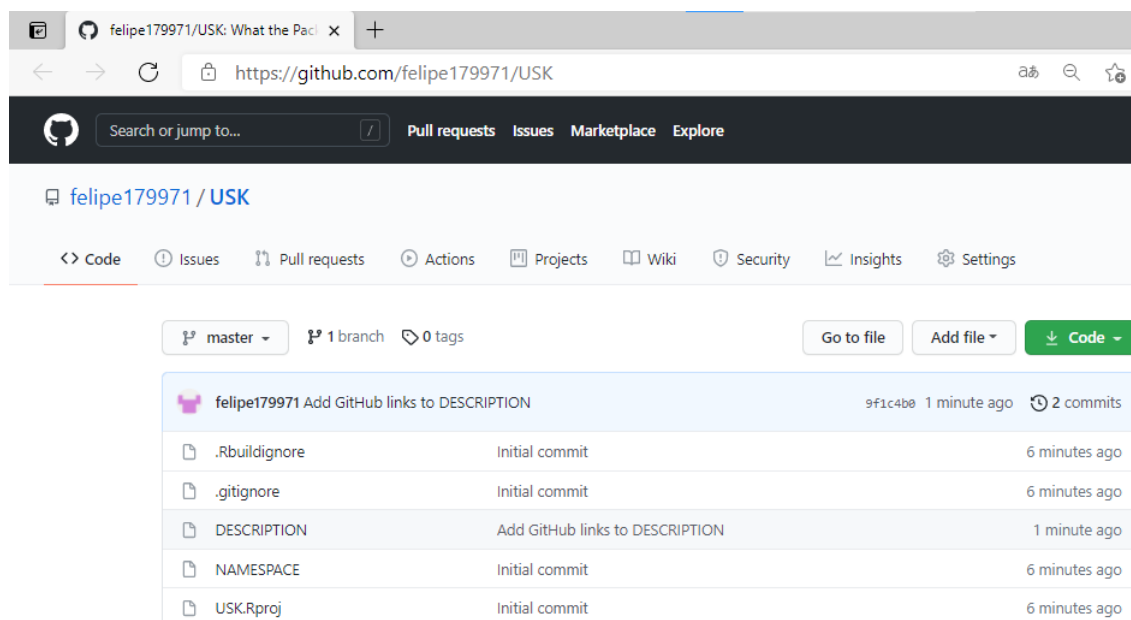 felipe179971/USK: What the Pac
https://github.com/felipe179971/USK aあ
Search or jump to... / Pull requests Issues Marketplace Explore
felipe179971 / USK
<> Code Issues Pull requests Actions Projects Wiki Security Insights Settings
master 1 branch 0 tags Go to file Add file Code
felipe179971 Add GitHub links to DESCRIPTION 9f1c4b0 1 minute ago 2 commits
.Rbuildignore Initial commit 6 minutes ago
.gitignore Initial commit 6 minutes ago
DESCRIPTION Add GitHub links to DESCRIPTION 1 minute ago
NAMESPACE Initial commit 6 minutes ago
USK.Rproj Initial commit 6 minutes ago